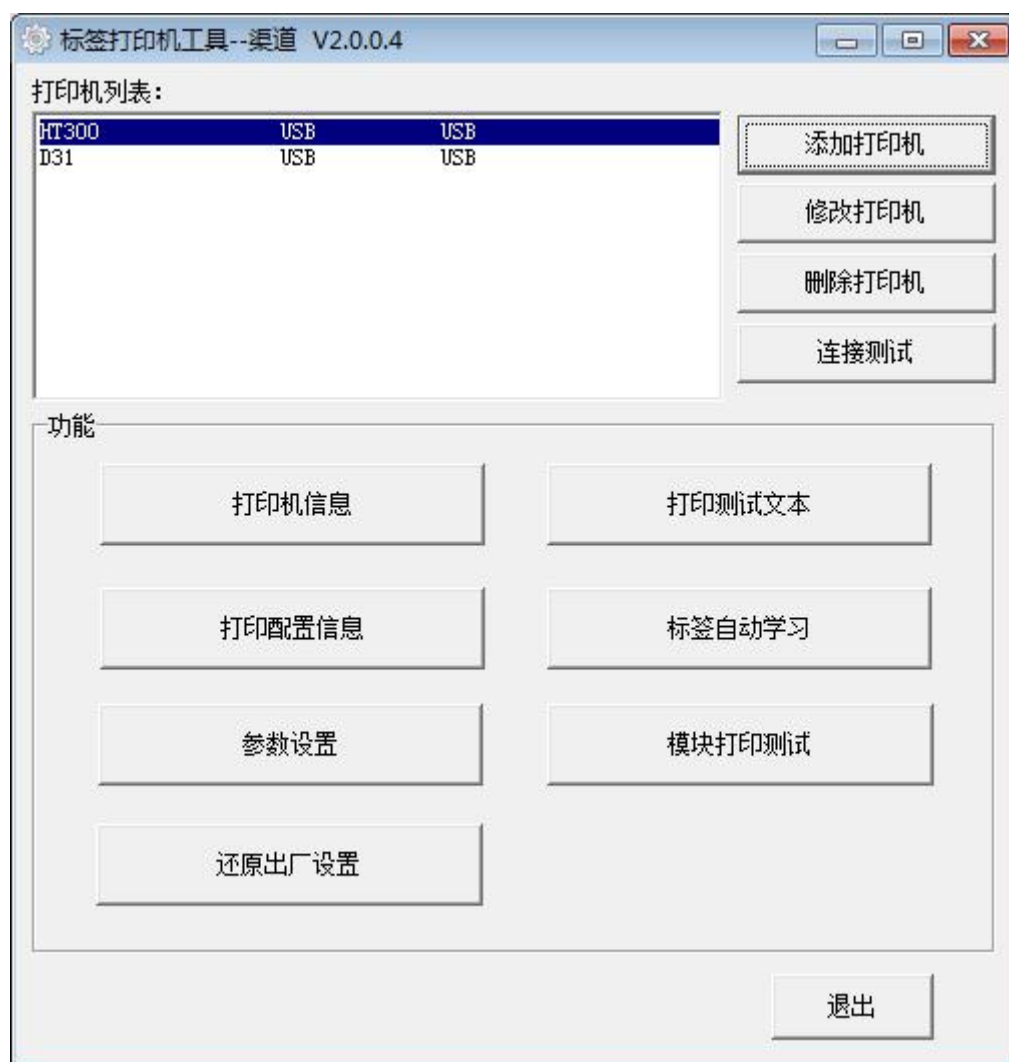 标签打印机工具--渠道 V2.0.0.4
打印机列表:
HT300 USB USB
D31 USB USB
添加打印机
修改打印机
删除打印机
连接测试
功能
打印机信息 打印测试文本
打印配置信息 标签自动学习
参数设置 模块打印测试
还原出厂设置
退出